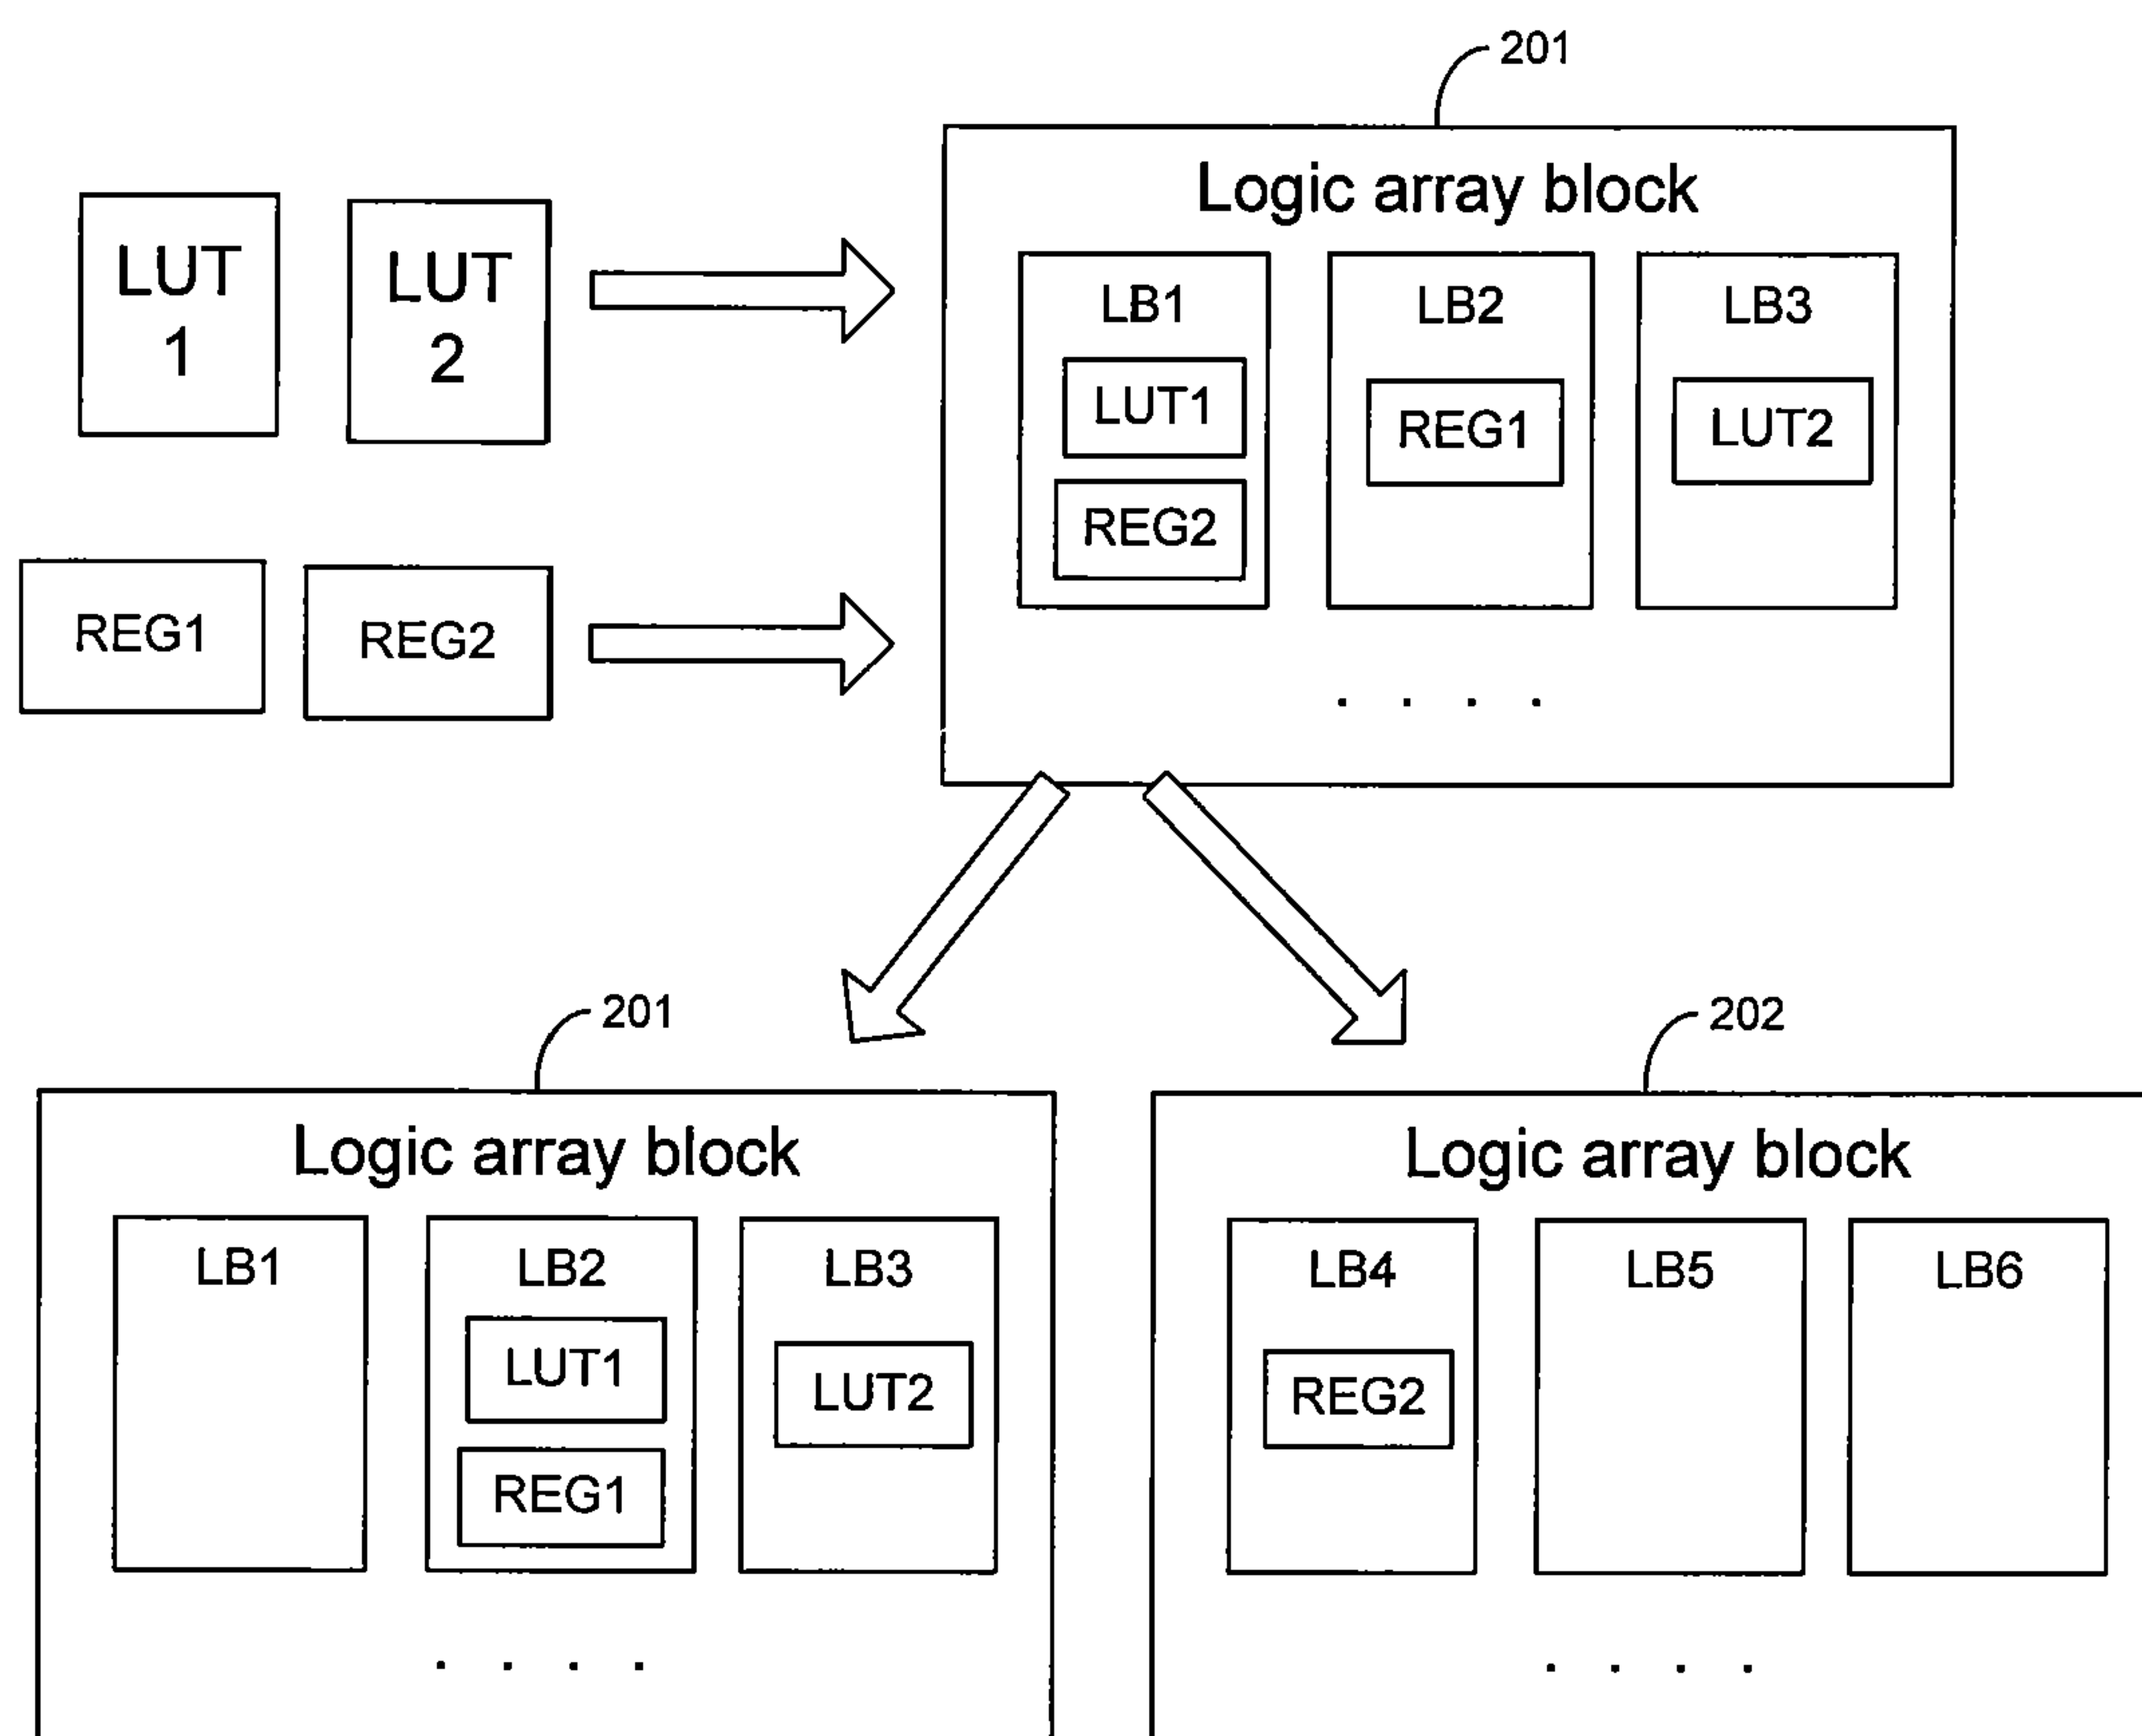 201
Logic array block
LUT
1
LUT
2
LB1
LB2
LB3
LUT1
REG1
LUT2
REG2
REG1
REG2
. . . .
201
202
Logic array block
Logic array block
LB1
LB2
LB3
LB4
LB5
LB6
LUT1
LUT2
REG2
REG1
. . . .
. . . .